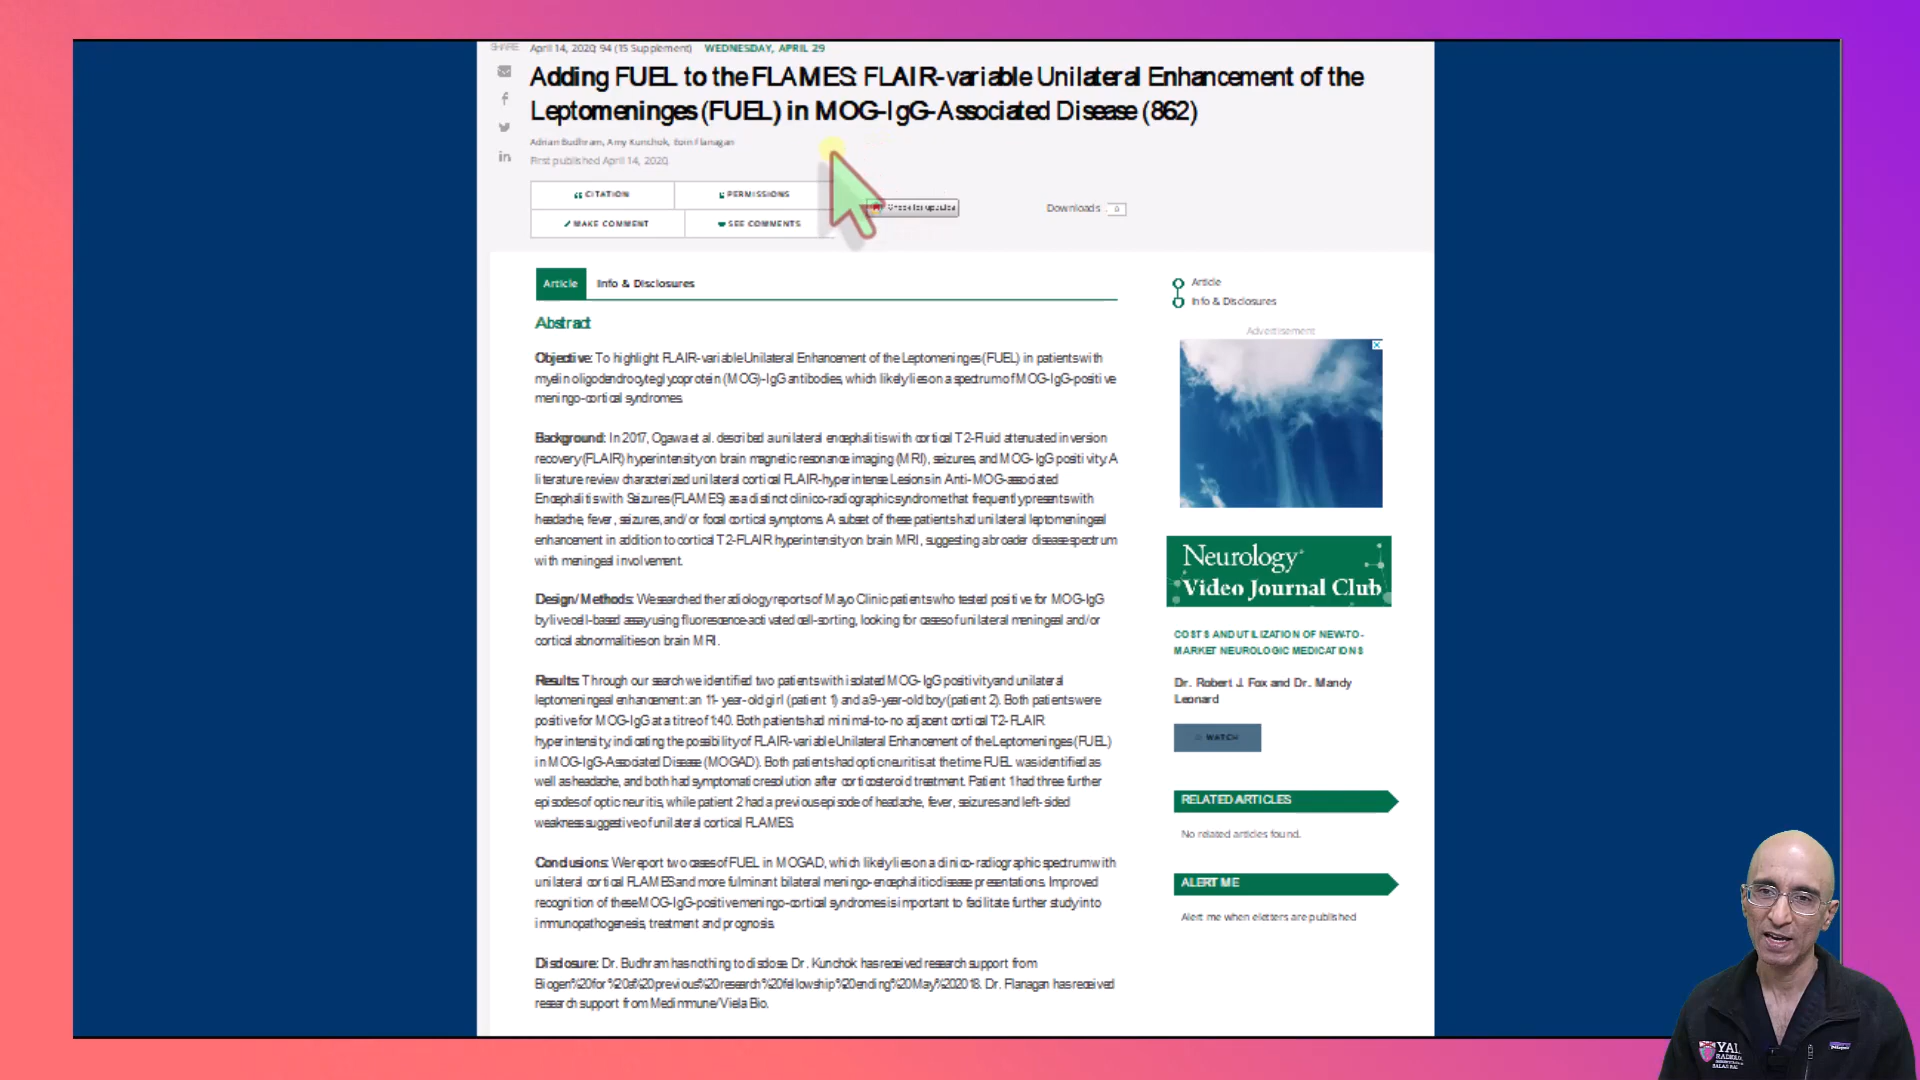 SHARE
April 14, 2020; 94 (15 Supplement) WEDNESDAY, APRIL 29
Adding FUEL to the FLAMES: FLAIR-variable Unilateral Enhancement of the
Leptomeninges (FUEL) in MOG-IgG-Associated Disease (862)
Adrian Budhram, Amy Kunchok, Eoin Flanagan
First published April 14, 2020,
CITATION PERMISSIONS
MAKE COMMENT SEE COMMENTS
Check for updates
Downloads 0
Article Info & Disclosures
Abstract
Objective: To highlight FLAIR-variable Unilateral Enhancement of the Leptomeninges (FUEL) in patients with
myelin oligodendrocyte glycoprotein (MOG)-IgG antibodies, which likely lies on a spectrum of MOG-IgG-positive
meningo-cortical syndromes.
Background: In 2017, Ogawa et al. described a unilateral encephalitis with cortical T2-Fluid attenuated inversion
recovery (FLAIR) hyperintensity on brain magnetic resonance imaging (MRI), seizures, and MOG-IgG positivity. A
literature review characterized unilateral cortical FLAIR-hyperintense Lesions in Anti-MOG-associated
Encephalitis with Seizures (FLAMES) as a distinct clinico-radiographic syndrome that frequently presents with
headache, fever, seizures, and/or focal cortical symptoms. A subset of these patients had unilateral leptomeningeal
enhancement in addition to cortical T2-FLAIR hyperintensity on brain MRI, suggesting a broader disease spectrum
with meningeal involvement.
Design/Methods: We searched the radiology reports of Mayo Clinic patients who tested positive for MOG-IgG
by live cell-based assay using fluorescence-activated cell-sorting, looking for cases of unilateral meningeal and/or
cortical abnormalities on brain MRI.
Results: Through our search we identified two patients with isolated MOG-IgG positivity and unilateral
leptomeningeal enhancement: an 11-year-old girl (patient 1) and a 9-year-old boy (patient 2). Both patients were
positive for MOG-IgG at a titre of 1:40. Both patients had minimal-to-no adjacent cortical T2-FLAIR
hyperintensity, indicating the possibility of FLAIR-variable Unilateral Enhancement of the Leptomeninges (FUEL)
in MOG-IgG-Associated Disease (MOGAD). Both patients had optic neuritis at the time FUEL was identified as
well as headache, and both had symptomatic resolution after corticosteroid treatment. Patient 1 had three further
episodes of optic neuritis, while patient 2 had a previous episode of headache, fever, seizures and left-sided
weakness suggestive of unilateral cortical FLAMES.
Conclusions: We report two cases of FUEL in MOGAD, which likely lies on a clinico-radiographic spectrum with
unilateral cortical FLAMES and more fulminant bilateral meningo-encephalitic disease presentations. Improved
recognition of these MOG-IgG-positive meningo-cortical syndromes is important to facilitate further study into
immunopathogenesis, treatment and prognosis.
Disclosure: Dr. Budhram has nothing to disclose. Dr. Kunchok has received research support from
Biogen%20for%20a%20previous%20research%20fellowship%20ending%20May%202018. Dr. Flanagan has received
research support from Medimmune/Viela Bio.
Article
Info & Disclosures
Advertisement
Neurology®
Video Journal Club
COSTS AND UTILIZATION OF NEW-TO-
MARKET NEUROLOGIC MEDICATIONS
Dr. Robert J. Fox and Dr. Mandy
Leonard
WATCH
RELATED ARTICLES
No related articles found.
ALERT ME
Alert me when eletters are published